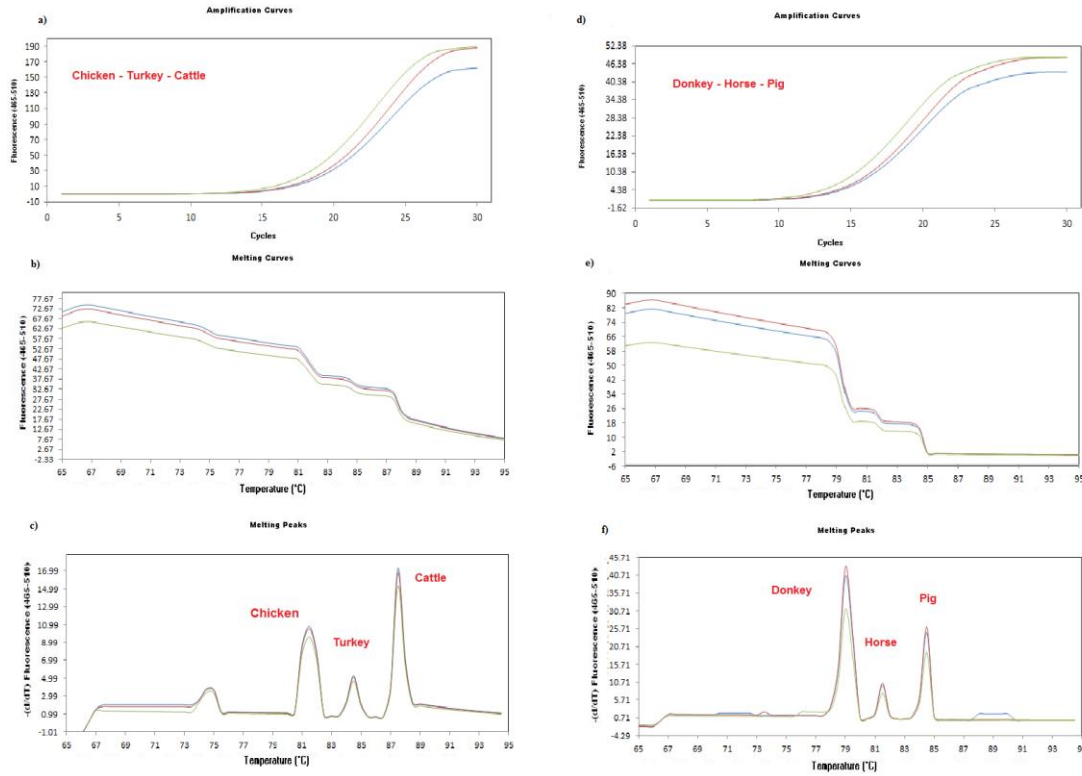 a)
Amplification Curves
Chicken - Turkey - Cattle
Fluorescence (465-510)
190
170
150
130
110
90
70
50
30
10
-10
0 5 10 15 20 25 30
Cycles
d)
Amplification Curves
Donkey - Horse - Pig
Fluorescence (465-510)
52.38
46.38
40.38
34.38
28.38
22.38
16.38
10.38
4.38
-1.62
0 5 10 15 20 25 30
Cycles
b)
Melting Curves
Fluorescence (465-510)
77.67
72.67
67.67
62.67
57.67
52.67
47.67
42.67
37.67
32.67
27.67
22.67
17.67
12.67
7.67
2.67
-2.33
65 67 69 71 73 75 77 79 81 83 85 87 89 91 93 95
Temperature (°C)
e)
Melting Curves
Fluorescence (465-510)
90
82
74
66
58
50
42
34
26
18
10
2
-6
65 67 69 71 73 75 77 79 81 83 85 87 89 91 93 95
Temperature (°C)
c)
Melting Peaks
Chicken
Turkey
Cattle
-(d/dT) Fluorescence (465-510)
16.99
14.99
12.99
10.99
8.99
6.99
4.99
2.99
0.99
-1.01
65 67 69 71 73 75 77 79 81 83 85 87 89 91 93 95
Temperature (°C)
f)
Melting Peaks
Donkey
Horse
Pig
-(d/dT) Fluorescence (465-510)
45.71
40.71
35.71
30.71
25.71
20.71
15.71
10.71
5.71
0.71
-4.29
65 67 69 71 73 75 77 79 81 83 85 87 89 91 93 95
Temperature (°C)